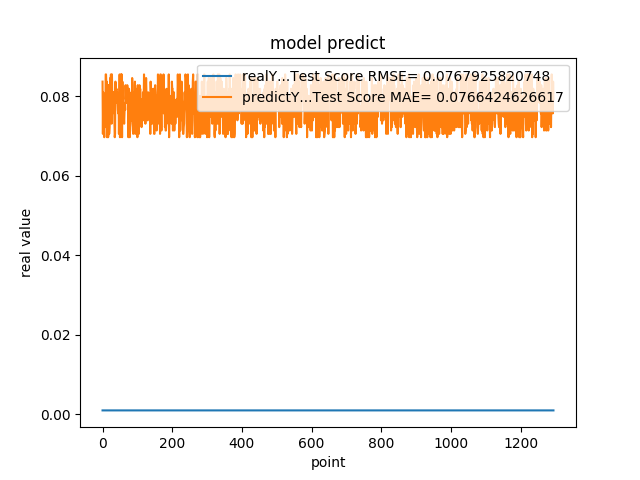 model predict
realY...Test Score RMSE= 0.0767925820748
predictY...Test Score MAE= 0.0766424626617
0.08
0.06
0.04
0.02
0.00
real value
0 200 400 600 800 1000 1200
point